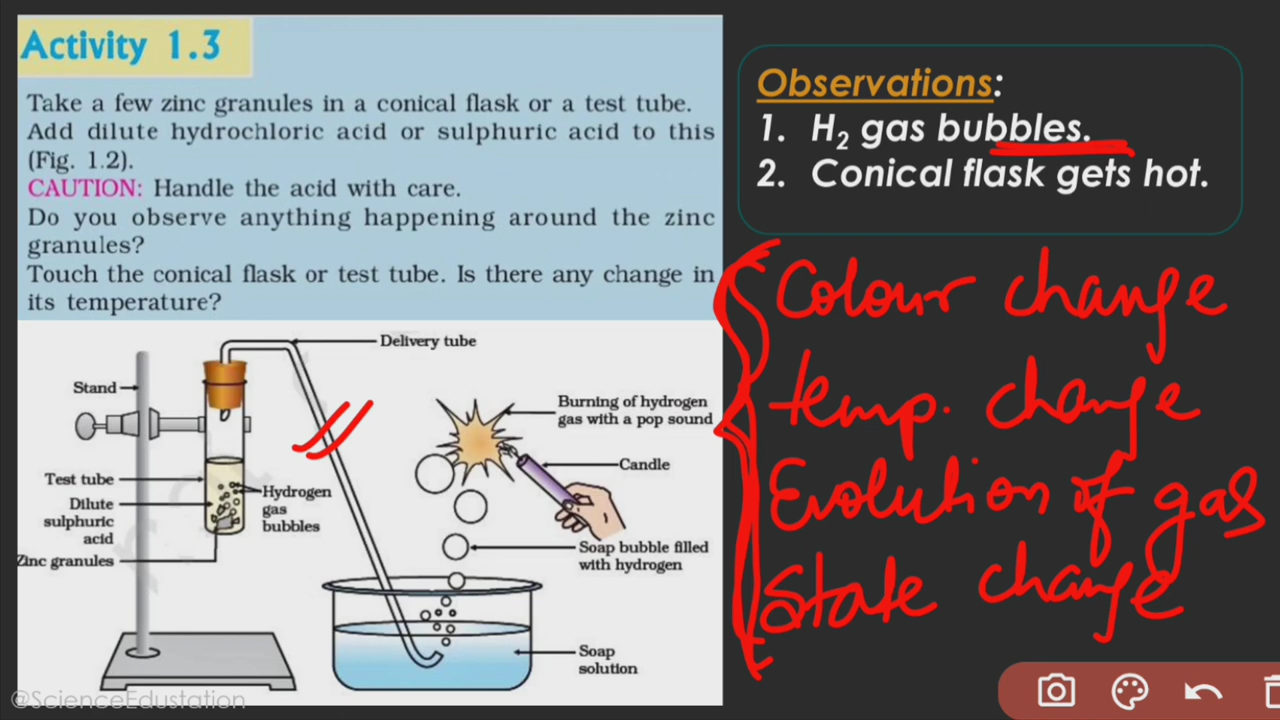 Activity 1.3
Take a few zinc granules in a conical flask or a test tube.
Add dilute hydrochloric acid or sulphuric acid to this
(Fig. 1.2).
CAUTION: Handle the acid with care.
Do you observe anything happening around the zinc
granules?
Touch the conical flask or test tube. Is there any change in
its temperature?
Delivery tube
Stand
Burning of hydrogen
gas with a pop sound
Candle
Test tube
Hydrogen
gas
bubbles
Dilute
sulphuric
acid
Zinc granules
Soap bubble filled
with hydrogen
Soap
solution
@ScienceEdustation
Observations:
1. H₂ gas bubbles.
2. Conical flask gets hot.
Colour change
temp. change
Evolution of gas
State change